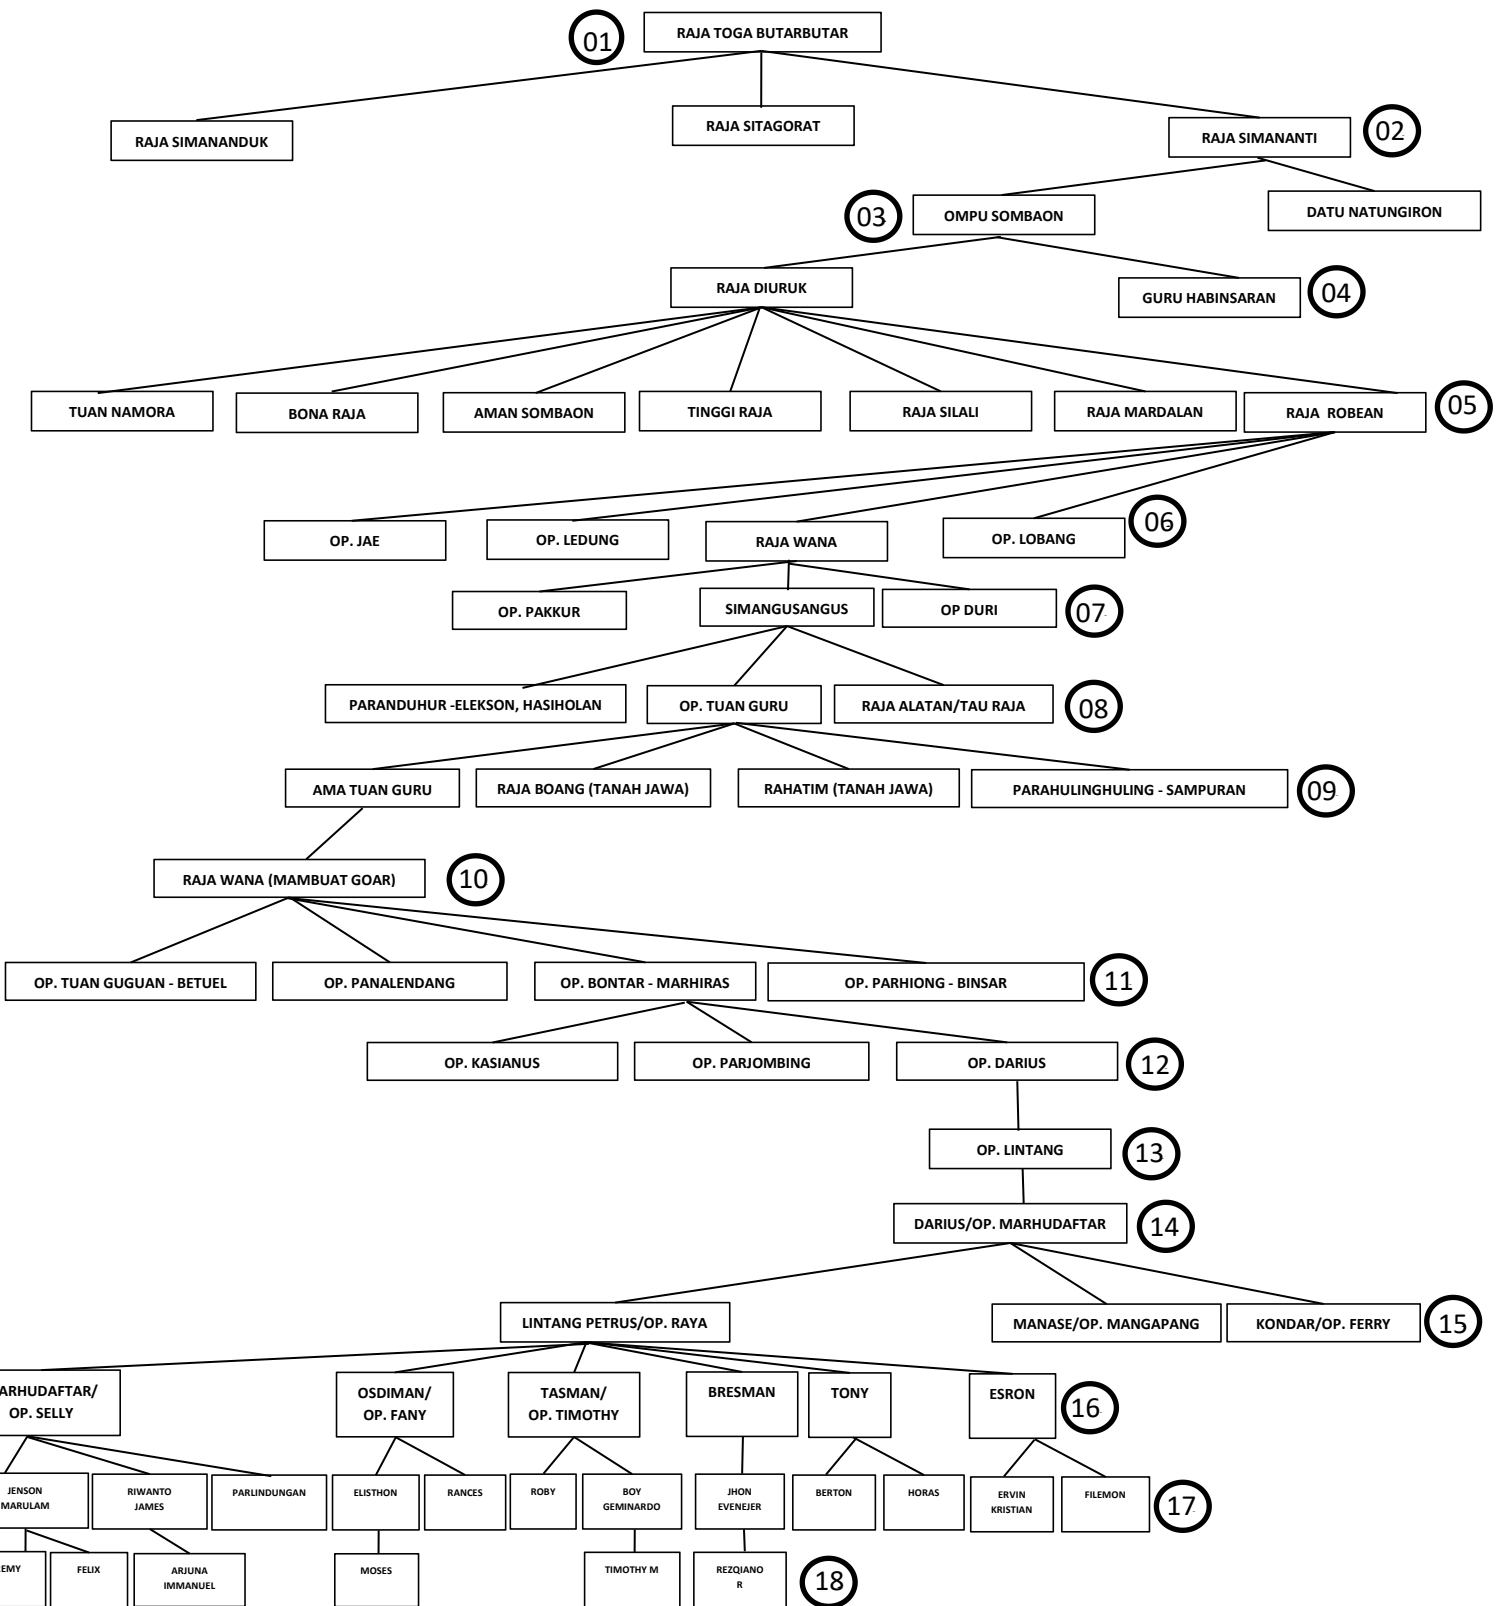 01
RAJA TOGA BUTARBUTAR
RAJA SIMANANDUK
RAJA SITAGORAT
RAJA SIMANANTI
02
03
OMPU SOMBAON
DATU NATUNGIRON
RAJA DIURUK
GURU HABINSARAN
04
TUAN NAMORA
BONA RAJA
AMAN SOMBAON
TINGGI RAJA
RAJA SILALI
RAJA MARDALAN
RAJA ROBEAN
05
OP. JAE
OP. LEDUNG
RAJA WANA
OP. LOBANG
06
OP. PAKKUR
SIMANGUSANGUS
OP DURI
07
PARANDUHUR -ELEKSON, HASIHOLAN
OP. TUAN GURU
RAJA ALATAN/TAU RAJA
08
AMA TUAN GURU
RAJA BOANG (TANAH JAWA)
RAHATIM (TANAH JAWA)
PARAHULINGHULING - SAMPURAN
09
RAJA WANA (MAMBUAT GOAR)
10
OP. TUAN GUGUAN - BETUEL
OP. PANALENDANG
OP. BONTAR - MARHIRAS
OP. PARHIONG - BINSAR
11
OP. KASIANUS
OP. PARJOMBING
OP. DARIUS
12
OP. LINTANG
13
DARIUS/OP. MARHUDAFTAR
14
LINTANG PETRUS/OP. RAYA
MANASE/OP. MANGAPANG
KONDAR/OP. FERRY
15
ARHUDAFTAR/
OP. SELLY
OSDIMAN/
OP. FANY
TASMAN/
OP. TIMOTHY
BRESMAN
TONY
ESRON
16
JENSON
MARULAM
RIWANTO
JAMES
PARLINDUNGAN
ELISTHON
RANCES
ROBY
BOY
GEMINARDO
JHON
EVENEJER
BERTON
HORAS
ERVIN
KRISTIAN
FILEMON
17
EMY
FELIX
ARJUNA
IMMANUEL
MOSES
TIMOTHY M
REZQIANO
R
18